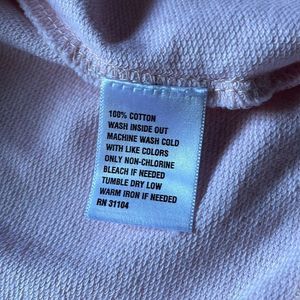 100% COTTON
WASH INSIDE OUT
MACHINE WASH COLD
WITH LIKE COLORS
ONLY NON-CHLORINE
BLEACH IF NEEDED
TUMBLE DRY LOW
WARM IRON IF NEEDED
RN 31104